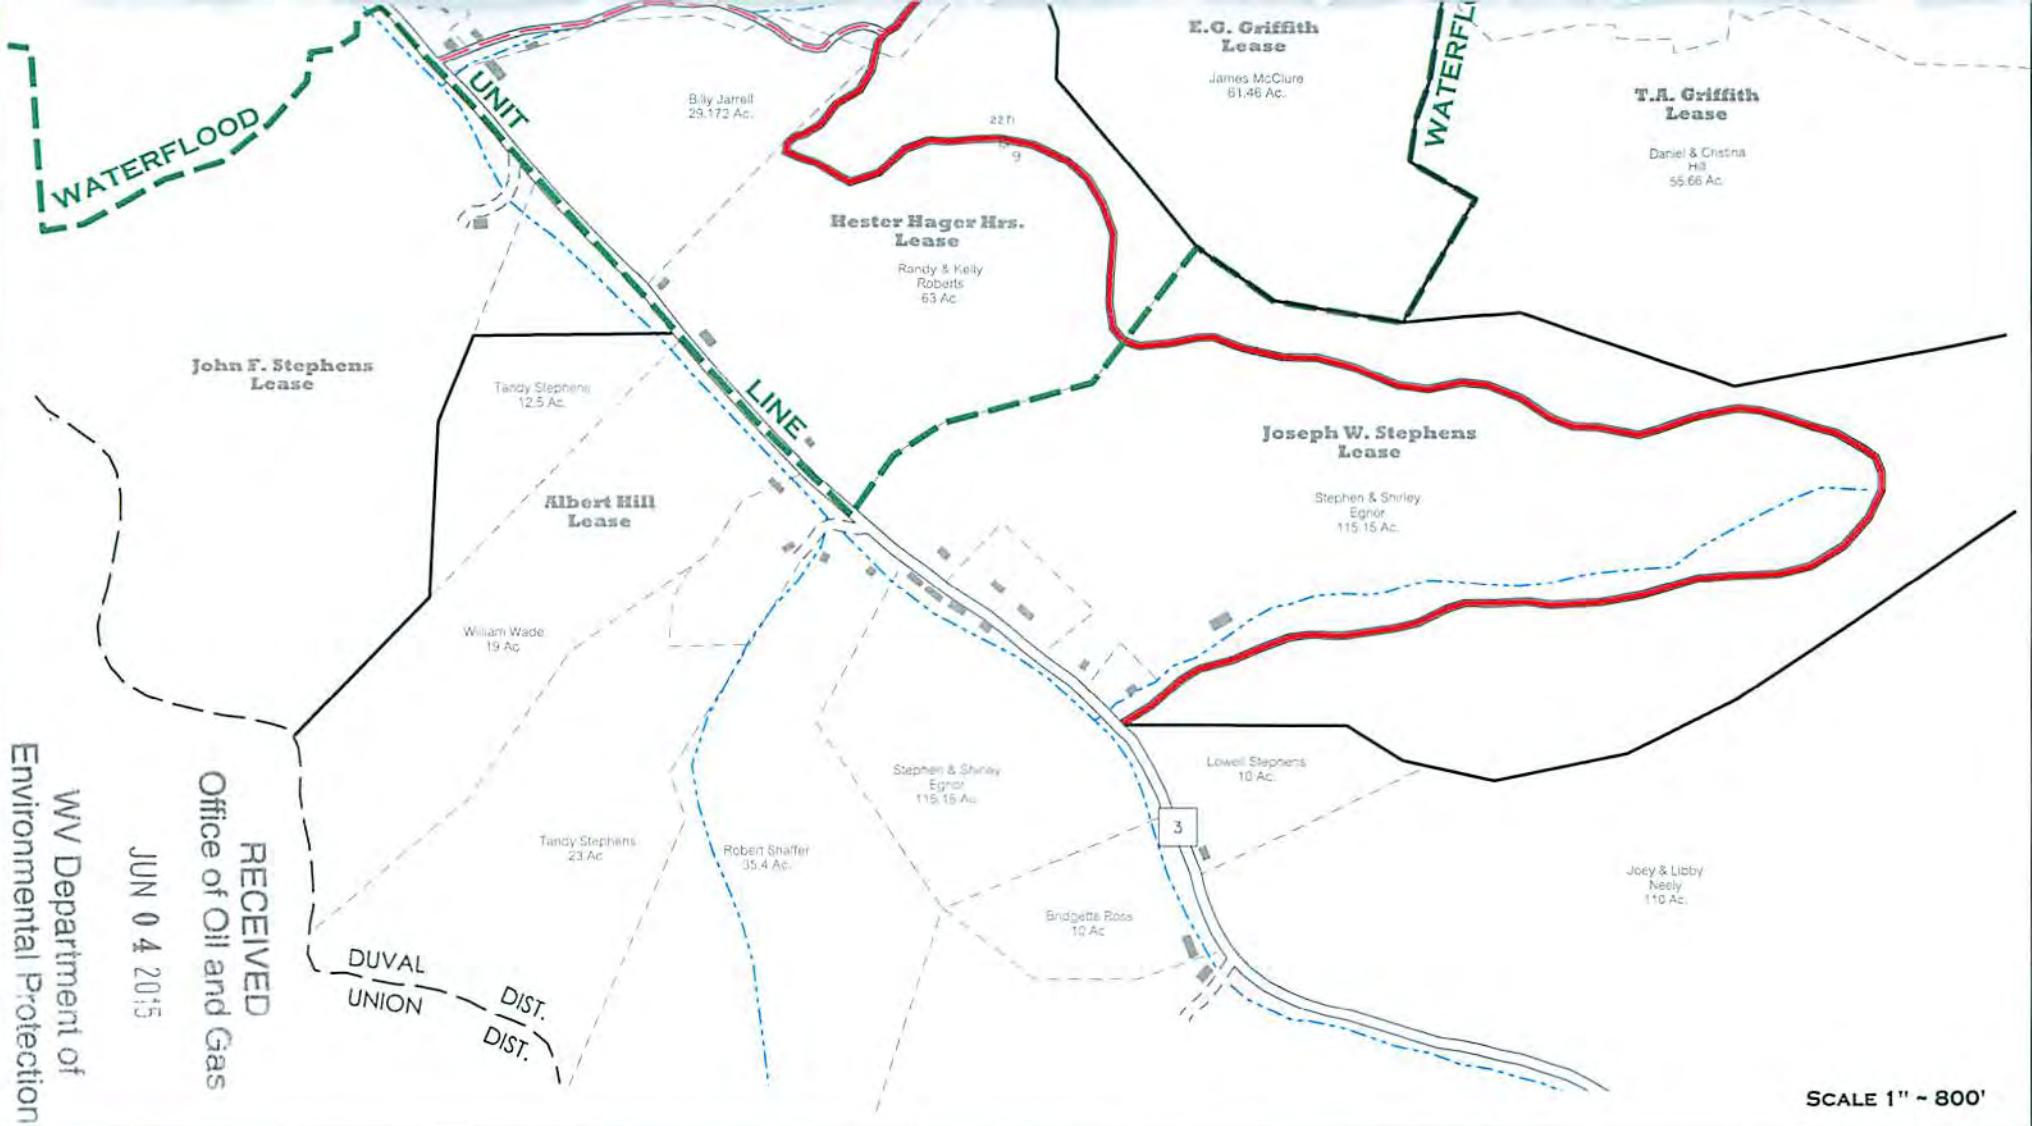 E.G. Griffith
Lease
James McClure
61.46 Ac.
WATERFL
T.A. Griffith
Lease
Daniel & Cristina
Hill
55.66 Ac.
WATERFLOOD
UNIT
LINE
Billy Jarrell
29.172 Ac.
9
Hester Hager Hrs.
Lease
Randy & Kelly
Roberts
63 Ac.
John F. Stephens
Lease
Tandy Stephens
12.5 Ac.
Albert Hill
Lease
Joseph W. Stephens
Lease
Stephen & Shirley
Egnor
115.15 Ac.
William Wade
19 Ac.
Tandy Stephens
23 Ac.
Robert Shaffer
35.4 Ac.
Stephen & Shirley
Egnor
115.15 Ac.
Lowell Stephens
10 Ac.
3
Bridgette Ross
10 Ac.
Joey & Libby
Neely
110 Ac.
DUVAL DIST.
UNION DIST.
RECEIVED
Office of Oil and Gas
JUN 04 2015
WV Department of
Environmental Protection
SCALE 1" ~ 800'